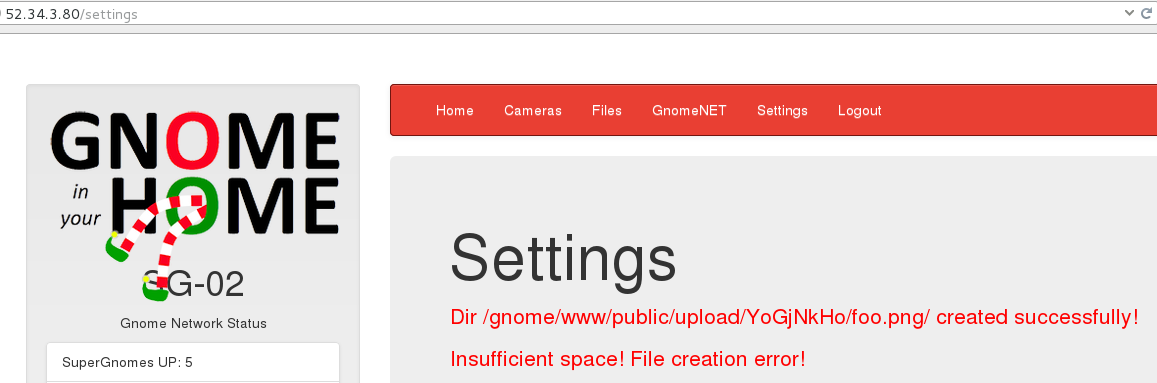 52.34.3.80/settings
GNOME
in
your HOME
SG-02
Gnome Network Status
SuperGnomes UP: 5
Home Cameras Files GnomeNET Settings Logout
Settings
Dir /gnome/www/public/upload/YoGjNkHo/foo.png/ created successfully!
Insufficient space! File creation error!